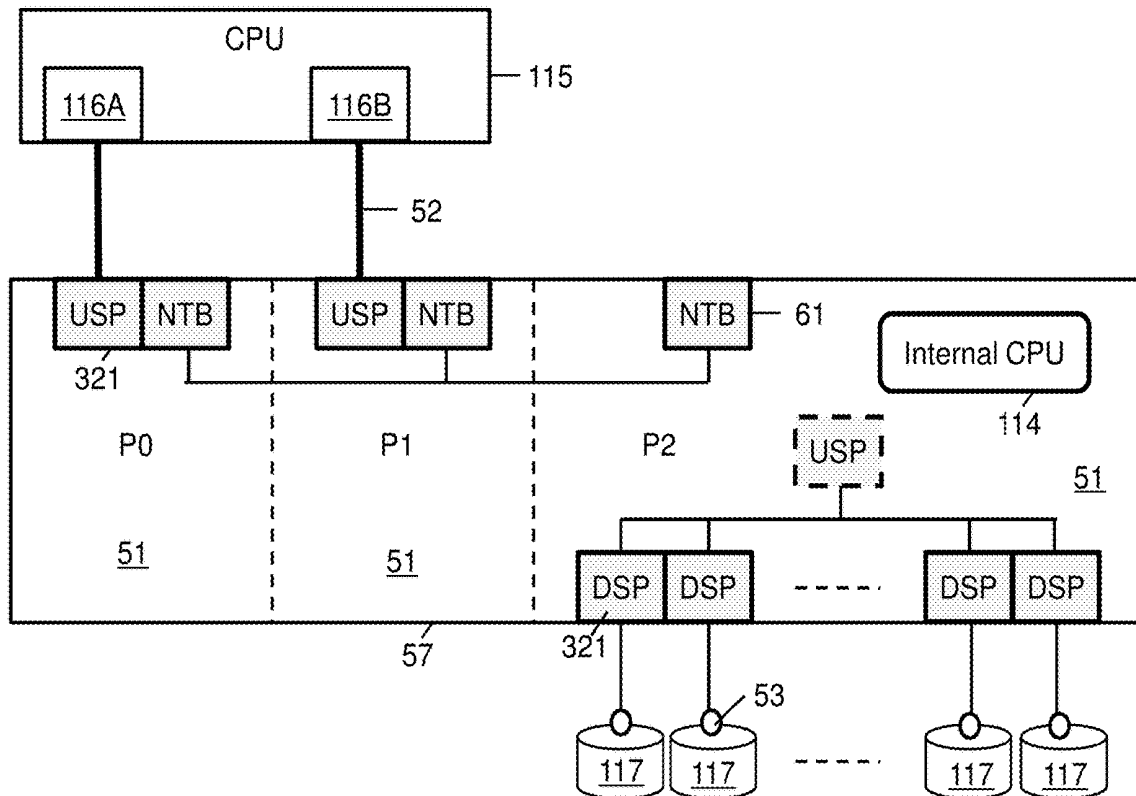 CPU
115
116A 116B
52
USP NTB USP NTB NTB 61
321
Internal CPU
114
P0 P1 P2 USP
51
51 51
DSP DSP DSP DSP
57 321
53
117 117 117 117